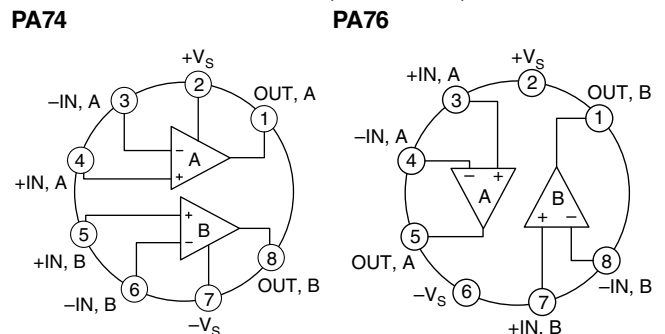 PA74
PA76
+VS
OUT, A
–IN, A
2
3
1
–
A
+
4
+IN, A
5
+
B
–
8
+IN, B
6
7
OUT, B
–IN, B
–VS
+VS
+IN, A
2
OUT, B
3
1
–IN, A
4
–
+
A
B
+
–
5
8
OUT, A
6
–IN, B
–VS
7
+IN, B